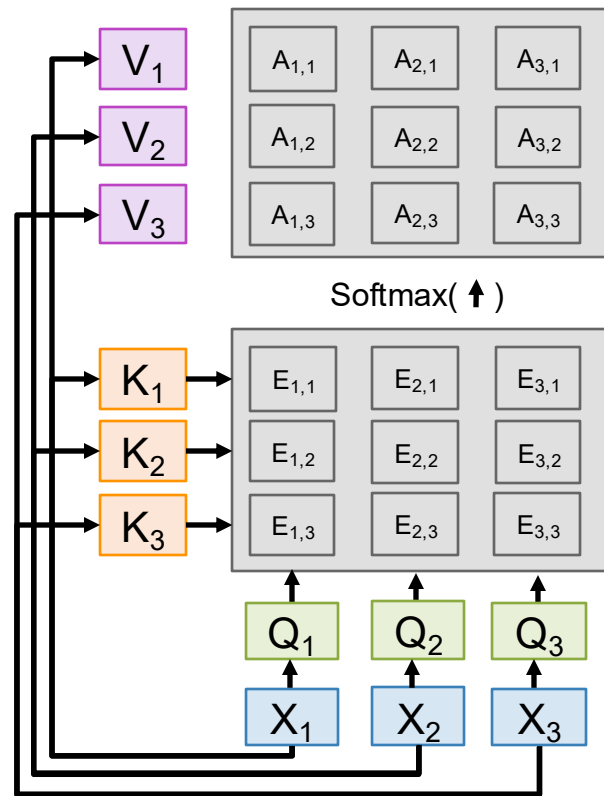 V₁ A₁,₁ A₂,₁ A₃,₁
V₂ A₁,₂ A₂,₂ A₃,₂
V₃ A₁,₃ A₂,₃ A₃,₃
Softmax( ↑ )
K₁ E₁,₁ E₂,₁ E₃,₁
K₂ E₁,₂ E₂,₂ E₃,₂
K₃ E₁,₃ E₂,₃ E₃,₃
Q₁ Q₂ Q₃
X₁ X₂ X₃